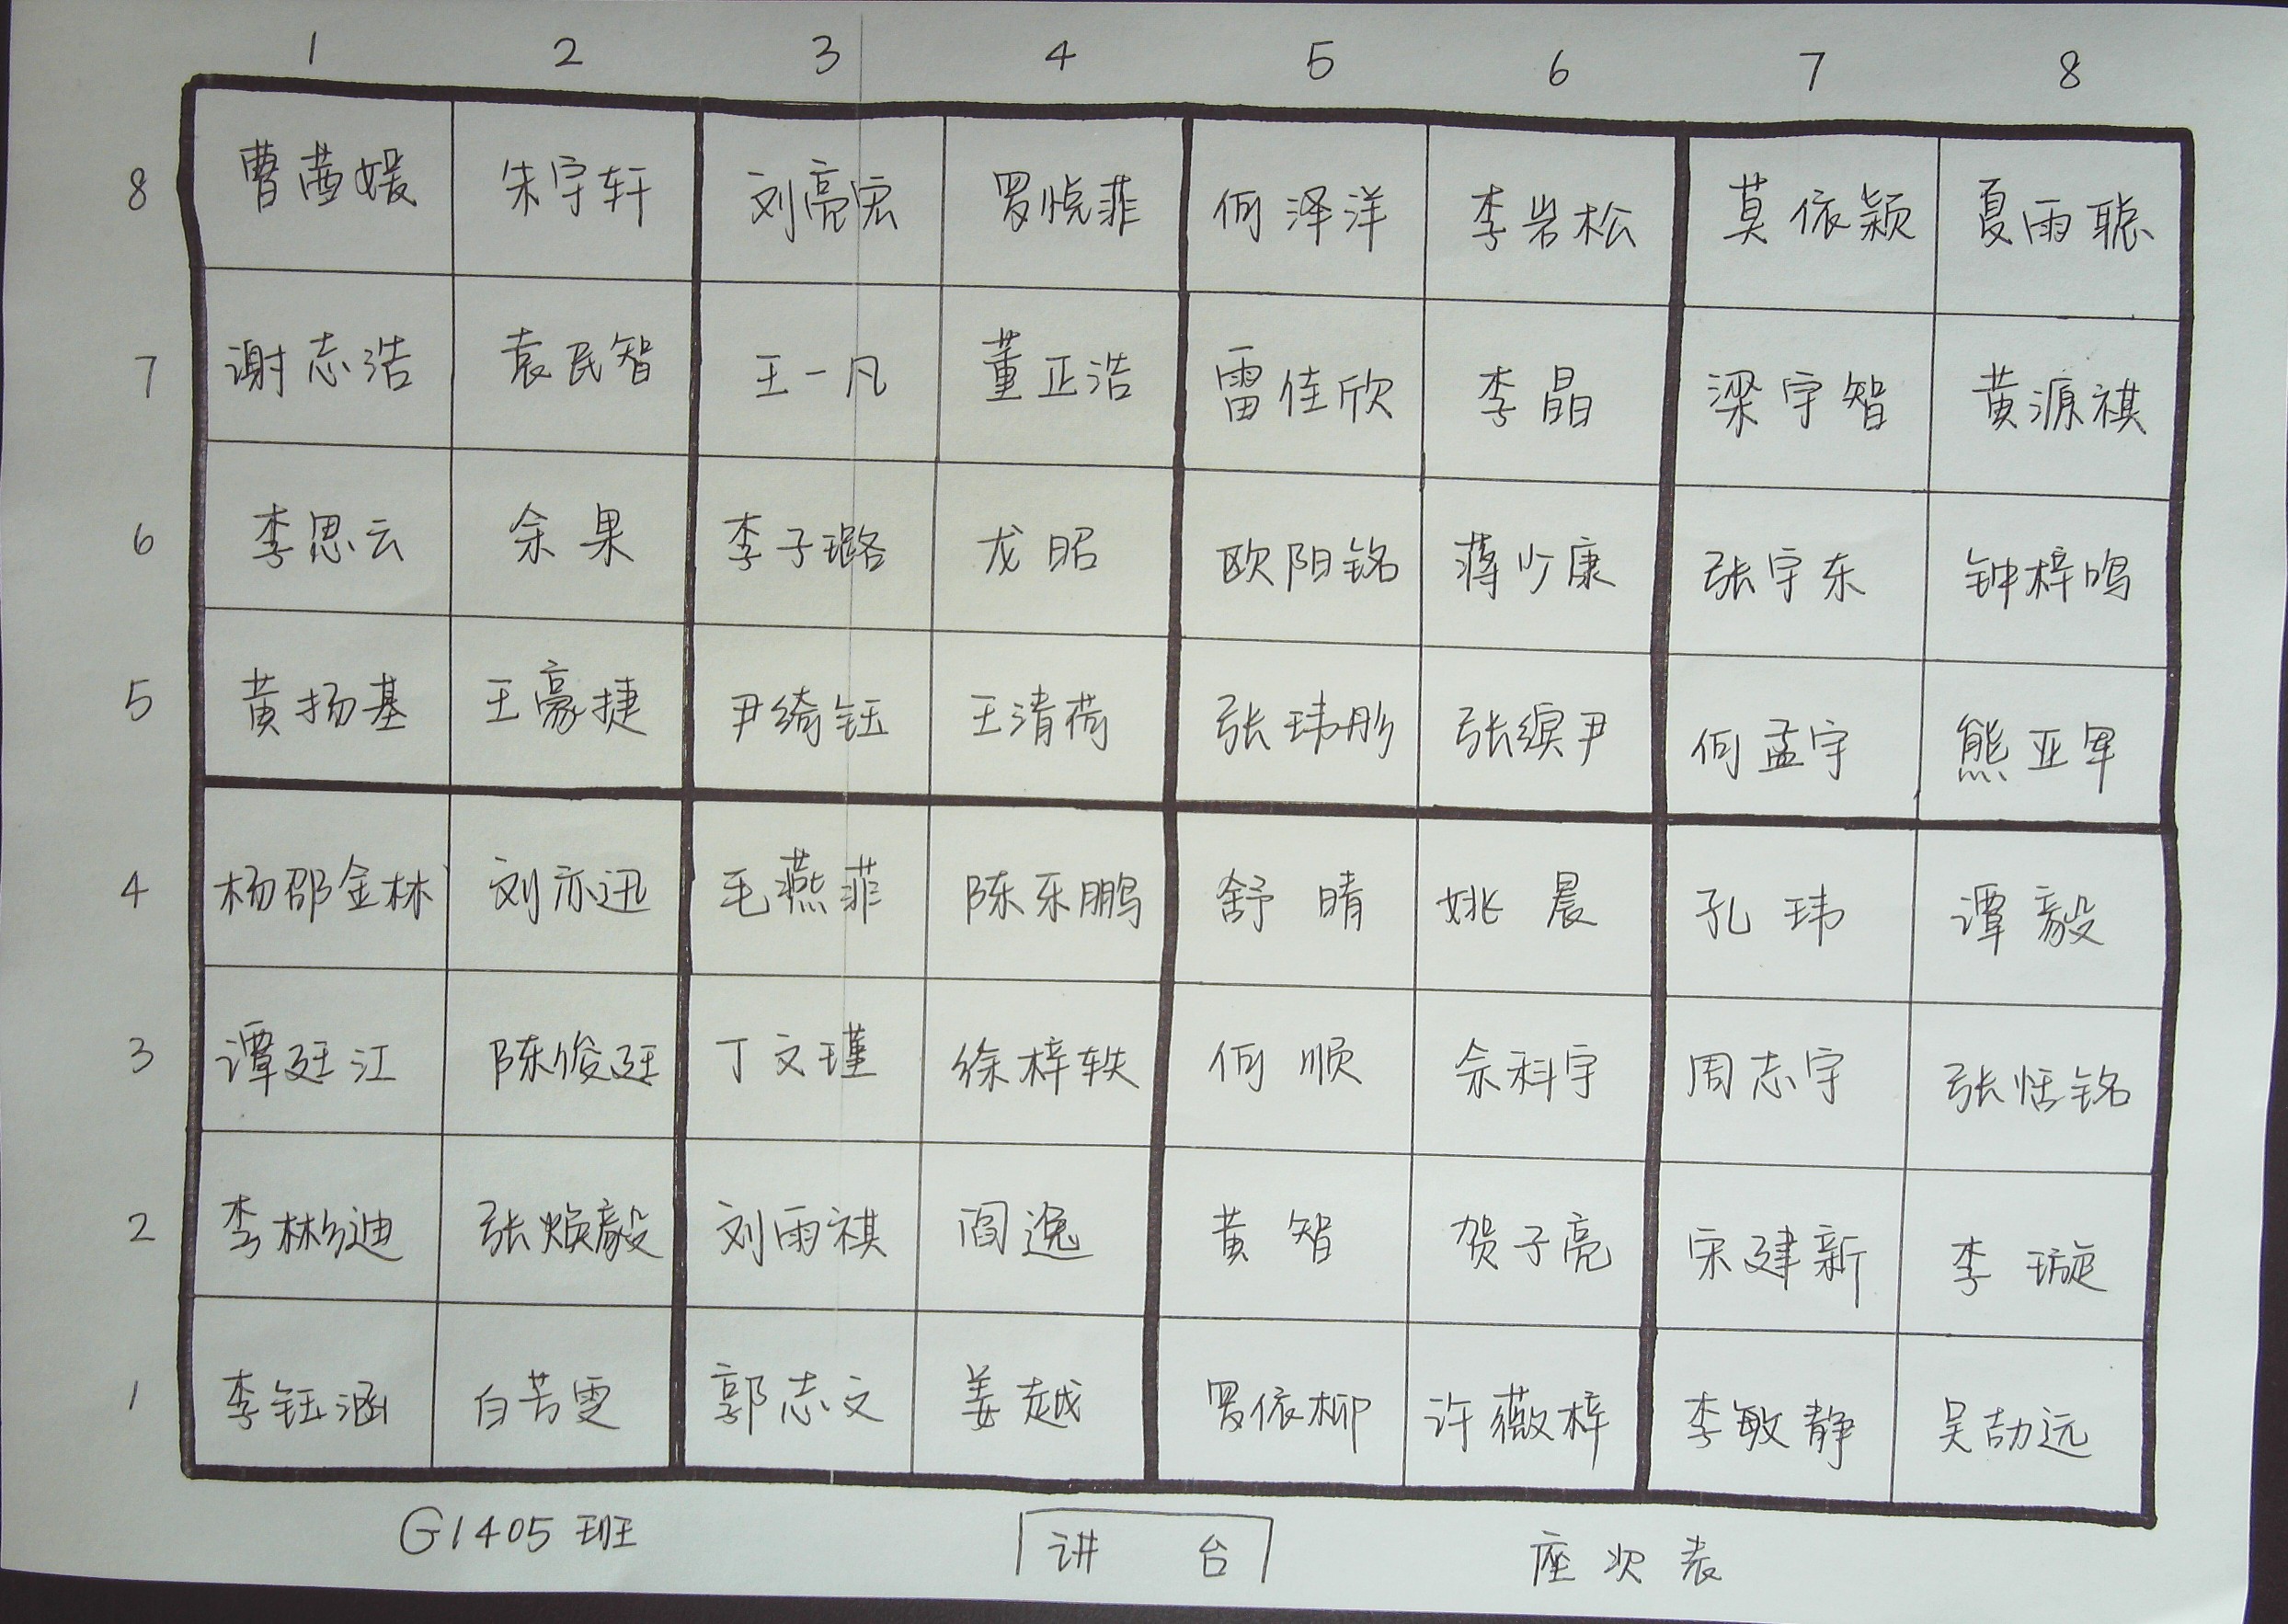 1 2 3 4 5 6 7 8
8 曹茜媛 朱宇轩 刘亮宏 罗悦菲 何泽洋 李岩松 莫依颖 夏雨聪
7 谢志浩 袁民智 王一凡 董正浩 雷佳欣 李晶 梁宇智 黄源祺
6 李思云 余果 李子璐 龙昭 欧阳铭 蒋少康 张宇东 钟梓鸣
5 黄扬基 王豪捷 尹绮钰 王清荷 张玮彤 张缤尹 何孟宇 熊亚军
4 杨邵金林 刘亦迅 毛燕菲 陈乐鹏 舒晴 姚晨 孔玮 谭毅
3 谭廷江 陈俊廷 丁文瑾 徐梓轶 何顺 佘科宇 周志宇 张恬铭
2 李彬迪 张焕毅 刘雨祺 阎逸 黄智 贺子亮 宋建新 李璇
1 李钰涵 白芳雯 郭志文 姜越 罗依柳 许薇梓 李敏静 吴劼远
G1405班 讲台 座次表